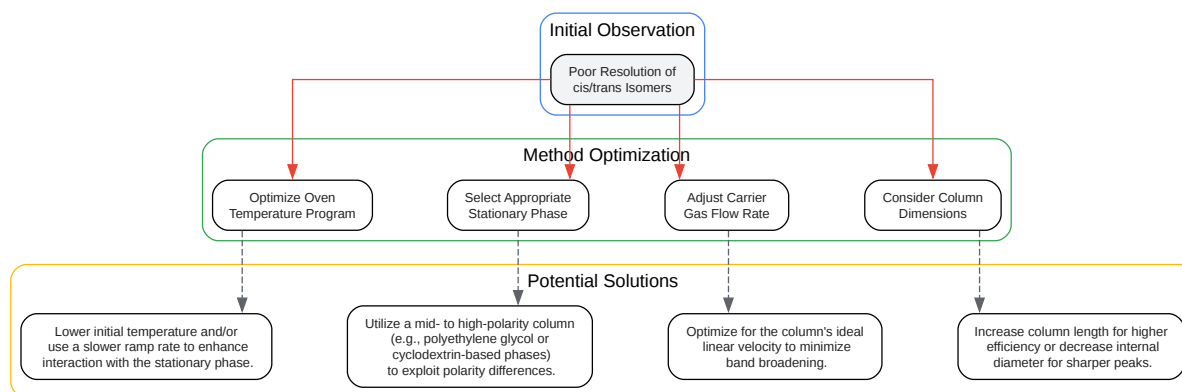 Initial Observation
Poor Resolution of
cis/trans Isomers
Method Optimization
Optimize Oven
Temperature Program
Select Appropriate
Stationary Phase
Adjust Carrier
Gas Flow Rate
Consider Column
Dimensions
Potential Solutions
Lower initial temperature and/or
use a slower ramp rate to enhance
interaction with the stationary phase.
Utilize a mid- to high-polarity column
(e.g., polyethylene glycol or
cyclodextrin-based phases)
to exploit polarity differences.
Optimize for the column's ideal
linear velocity to minimize
band broadening.
Increase column length for higher
efficiency or decrease internal
diameter for sharper peaks.